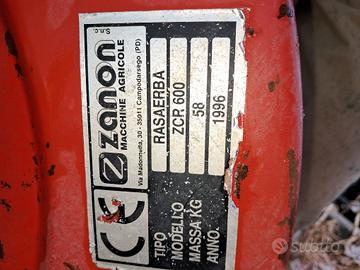 S.n.c.
zanon
MACCHINE AGRICOLE
Via Madonnetta, 30 - 35011 Campodarsego (PD)
CE
TIPO RASAERBA
MODELLO ZCR 600
MASSA KG 58
ANNO. 1996
subito